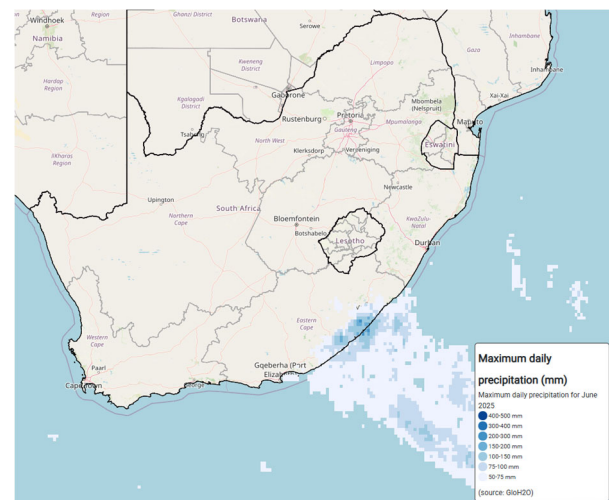 Windhoek
Region
Ghanzi District
Botswana
Serowe
Namibia
Kweneng
District
Limpopo
Gaza
Inhambane
Hardap
Region
Kgalagadi
District
Gaborone
Inhambane
Xai-Xai
Mbombela
(Nelspruit)
Pretoria
Rustenburg
Gauteng
Mpumalanga
Maputo
Tsabong
North West
Eswatini
ǁKharas
Region
Klerksdorp
Vereeniging
Newcastle
Upington
South Africa
Northern
Cape
Bloemfontein
Botshabelo
KwaZulu-
Natal
Lesotho
Durban
Eastern
Cape
Western
Cape
Paarl
Gqeberha (Port
Cape Town
Maximum daily
precipitation (mm)
Maximum daily precipitation for June
2025
400-500 mm
300-400 mm
200-300 mm
150-200 mm
100-150 mm
75-100 mm
50-75 mm
(source: GloH2O)